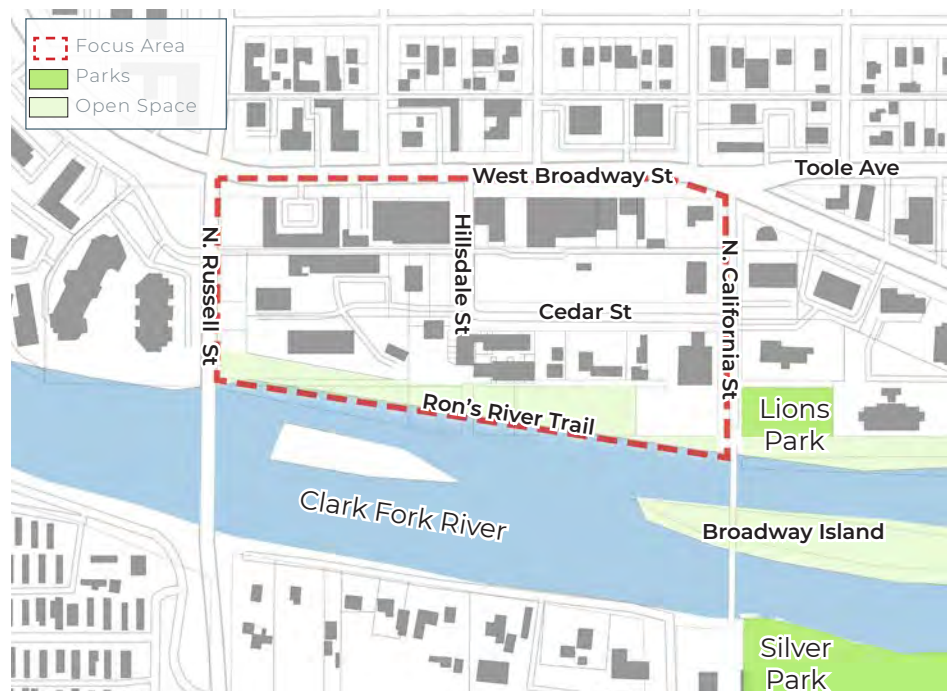 Focus Area
Parks
Open Space
West Broadway St
Toole Ave
N. Russell St
Hillsdale St
N. California St
Cedar St
Ron's River Trail
Lions
Park
Clark Fork River
Broadway Island
Silver
Park